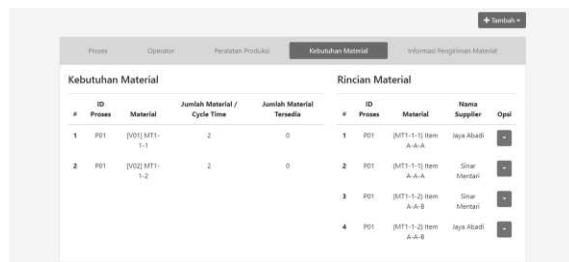 + Tambah
Proses Operator Peralatan Produksi Kebutuhan Material Informasi Pengiriman Material
Kebutuhan Material
# ID Proses Material Jumlah Material / Cycle Time Jumlah Material Tersedia
1 P01 [V01] MT1-1-1 2 0
2 P01 [V02] MT1-1-2 2 0
Rincian Material
# ID Proses Material Nama Supplier Opsi
1 P01 [MT1-1-1] Item A-A-A Jaya Abadi
2 P01 [MT1-1-1] Item A-A-A Sinar Mentari
3 P01 [MT1-1-2] Item A-A-B Sinar Mentari
4 P01 [MT1-1-2] Item A-A-B Jaya Abadi